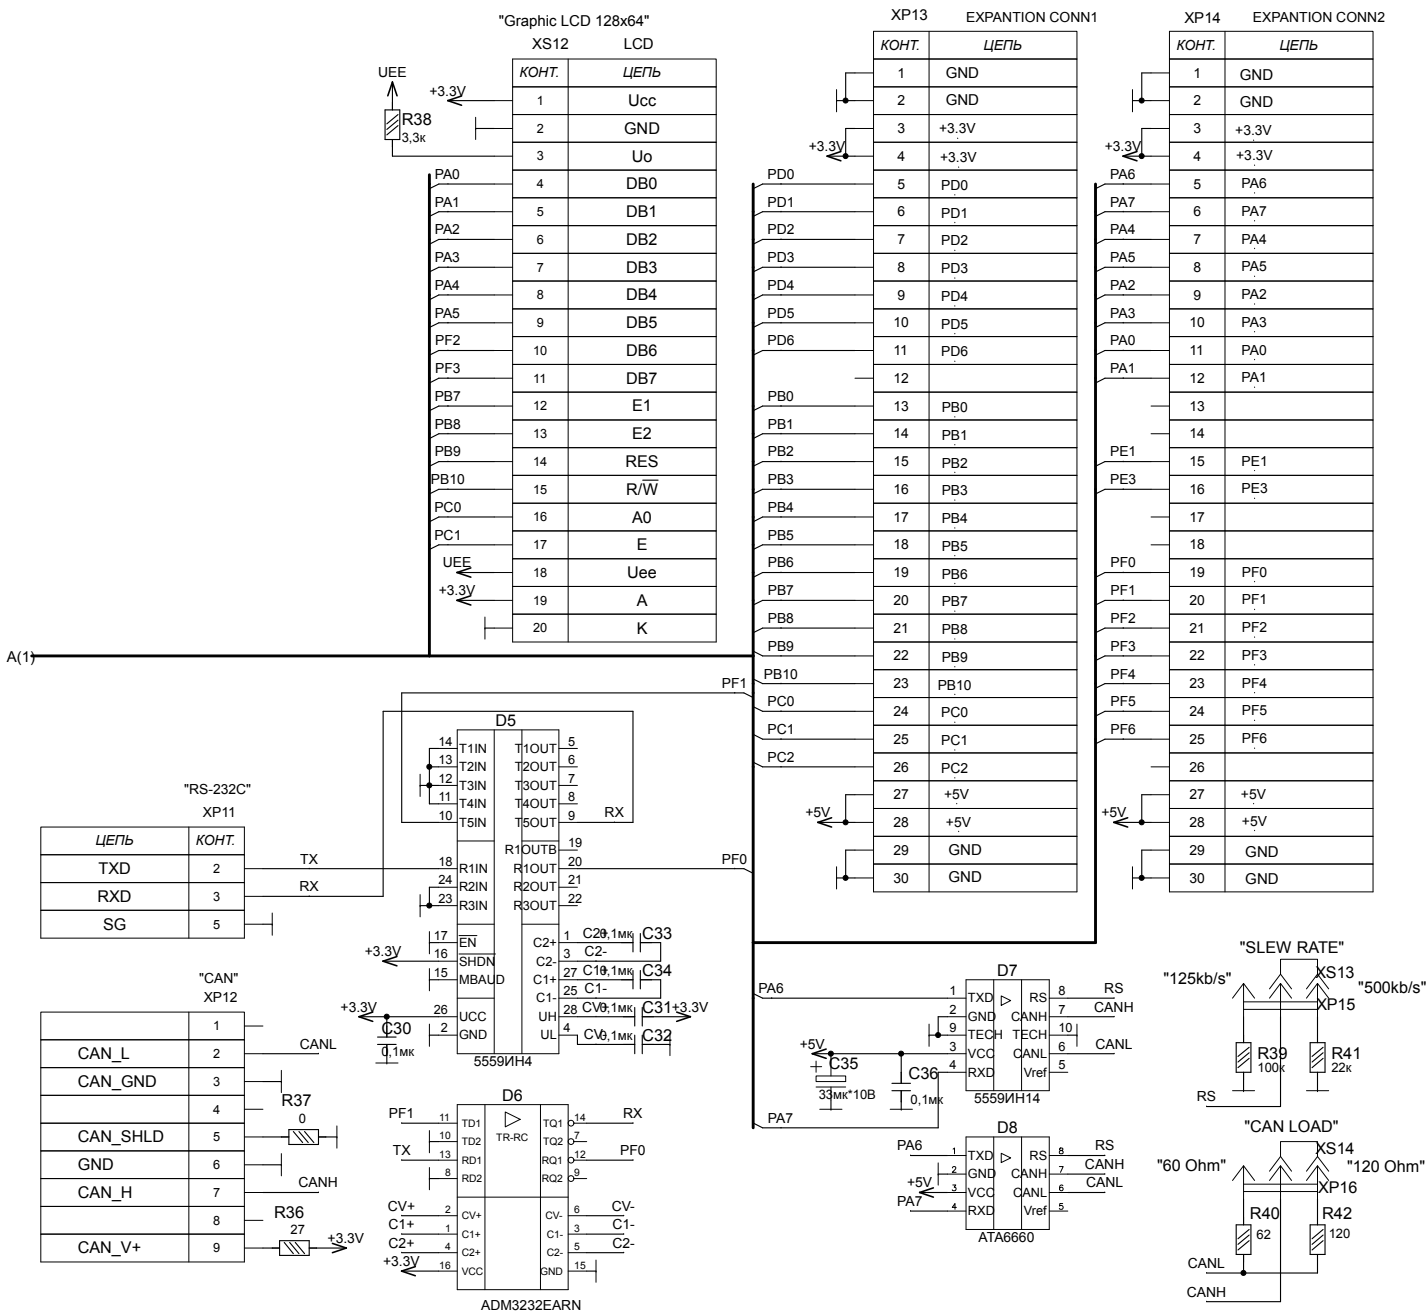 "Graphic LCD 128x64"
XS12 LCD
КОНТ. ЦЕПЬ
1 Ucc
2 GND
3 Uo
4 DB0
5 DB1
6 DB2
7 DB3
8 DB4
9 DB5
10 DB6
11 DB7
12 E1
13 E2
14 RES
15 R/W
16 A0
17 E
18 Uee
19 A
20 K
UEE
+3.3V
R38
3,3к
PA0
PA1
PA2
PA3
PA4
PA5
PF2
PF3
PB7
PB8
PB9
PB10
PC0
PC1
UEE
+3.3V
A(1)
XP13 EXPANTION CONN1
КОНТ. ЦЕПЬ
1 GND
2 GND
3 +3.3V
4 +3.3V
5 PD0
6 PD1
7 PD2
8 PD3
9 PD4
10 PD5
11 PD6
12
13 PB0
14 PB1
15 PB2
16 PB3
17 PB4
18 PB5
19 PB6
20 PB7
21 PB8
22 PB9
23 PB10
24 PC0
25 PC1
26 PC2
27 +5V
28 +5V
29 GND
30 GND
+3.3V
PD0
PD1
PD2
PD3
PD4
PD5
PD6
PB0
PB1
PB2
PB3
PB4
PB5
PB6
PB7
PB8
PB9
PB10
PC0
PC1
PC2
+5V
XP14 EXPANTION CONN2
КОНТ. ЦЕПЬ
1 GND
2 GND
3 +3.3V
4 +3.3V
5 PA6
6 PA7
7 PA4
8 PA5
9 PA2
10 PA3
11 PA0
12 PA1
13
14
15 PE1
16 PE3
17
18
19 PF0
20 PF1
21 PF2
22 PF3
23 PF4
24 PF5
25 PF6
26
27 +5V
28 +5V
29 GND
30 GND
+3.3V
PA6
PA7
PA4
PA5
PA2
PA3
PA0
PA1
PE1
PE3
PF0
PF1
PF2
PF3
PF4
PF5
PF6
+5V
"RS-232C"
XP11
ЦЕПЬ КОНТ.
TXD 2 TX
RXD 3 RX
SG 5
"CAN"
XP12
1
CAN_L 2 CANL
CAN_GND 3
4
CAN_SHLD 5
GND 6
CAN_H 7 CANH
8
CAN_V+ 9
R37
0
R36
27
+3.3V
PF1
D5
14 T1IN T1OUT 5
13 T2IN T2OUT 6
12 T3IN T3OUT 7
11 T4IN T4OUT 8
10 T5IN T5OUT 9 RX
R1OUTB 19
18 R1IN R1OUT 20 PF0
24 R2IN R2OUT 21
23 R3IN R3OUT 22
17 EN C2+ 1 C2+ 0,1мк C33
+3.3V 16 SHDN C2- 3 C2-
15 MBAUD C1+ 27 C1+ 0,1мк C34
C1- 25 C1-
+3.3V 26 UCC UH 28 CV+ 0,1мк C31 +3.3V
2 GND UL 4 CV- 0,1мк C32
C30
0,1мк
5559ИН4
D6
TR-RC
PF1 11 TD1 TQ1 14 RX
10 TD2 TQ2 7
TX 13 RD1 RQ1 12 PF0
8 RD2 RQ2 9
CV+ 2 CV+ CV- 6 CV-
C1+ 1 C1+ C1- 3 C1-
C2+ 4 C2+ C2- 5 C2-
+3.3V 16 VCC GND 15
ADM3232EARN
D7
PA6 1 TXD RS 8 RS
2 GND CANH 7 CANH
9 TECH TECH 10
+5V 3 VCC CANL 6 CANL
4 RXD Vref 5
+ C35
33мк*10В
C36
0,1мк
PA7
5559ИН14
D8
PA6 1 TXD RS 8 RS
2 GND CANH 7 CANH
+5V 3 VCC CANL 6 CANL
PA7 4 RXD Vref 5
ATA6660
"SLEW RATE"
XS13
"125kb/s" "500kb/s"
XP15
R39
100к
R41
22к
RS
"CAN LOAD"
XS14
"60 Ohm" "120 Ohm"
XP16
R40
62
R42
120
CANL
CANH